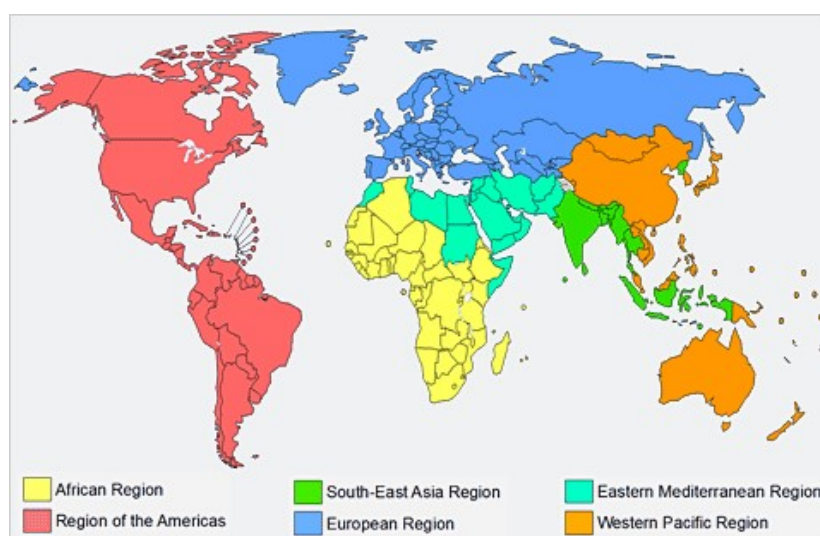 African Region
South-East Asia Region
Eastern Mediterranean Region
Region of the Americas
European Region
Western Pacific Region